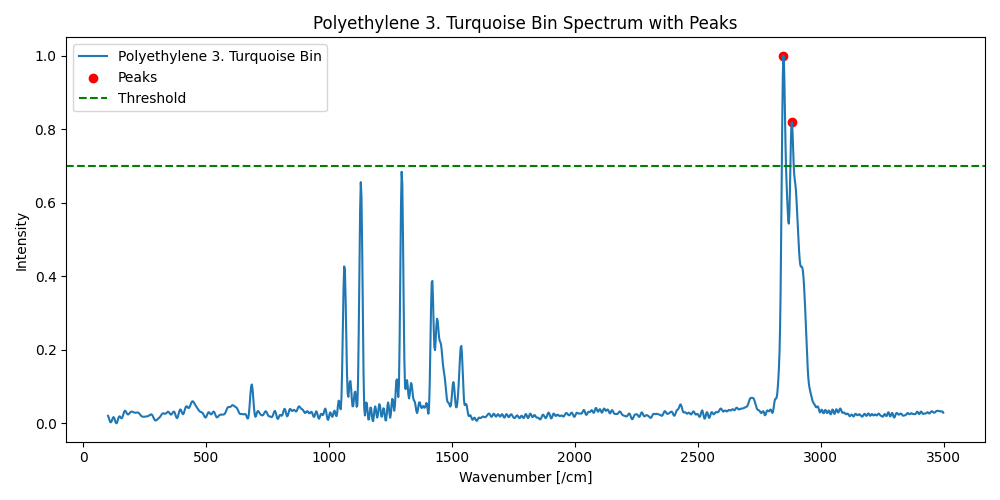 Polyethylene 3. Turquoise Bin Spectrum with Peaks
Polyethylene 3. Turquoise Bin
Peaks
Threshold
Intensity
1.0
0.8
0.6
0.4
0.2
0.0
0
500
1000
1500
2000
2500
3000
3500
Wavenumber [/cm]